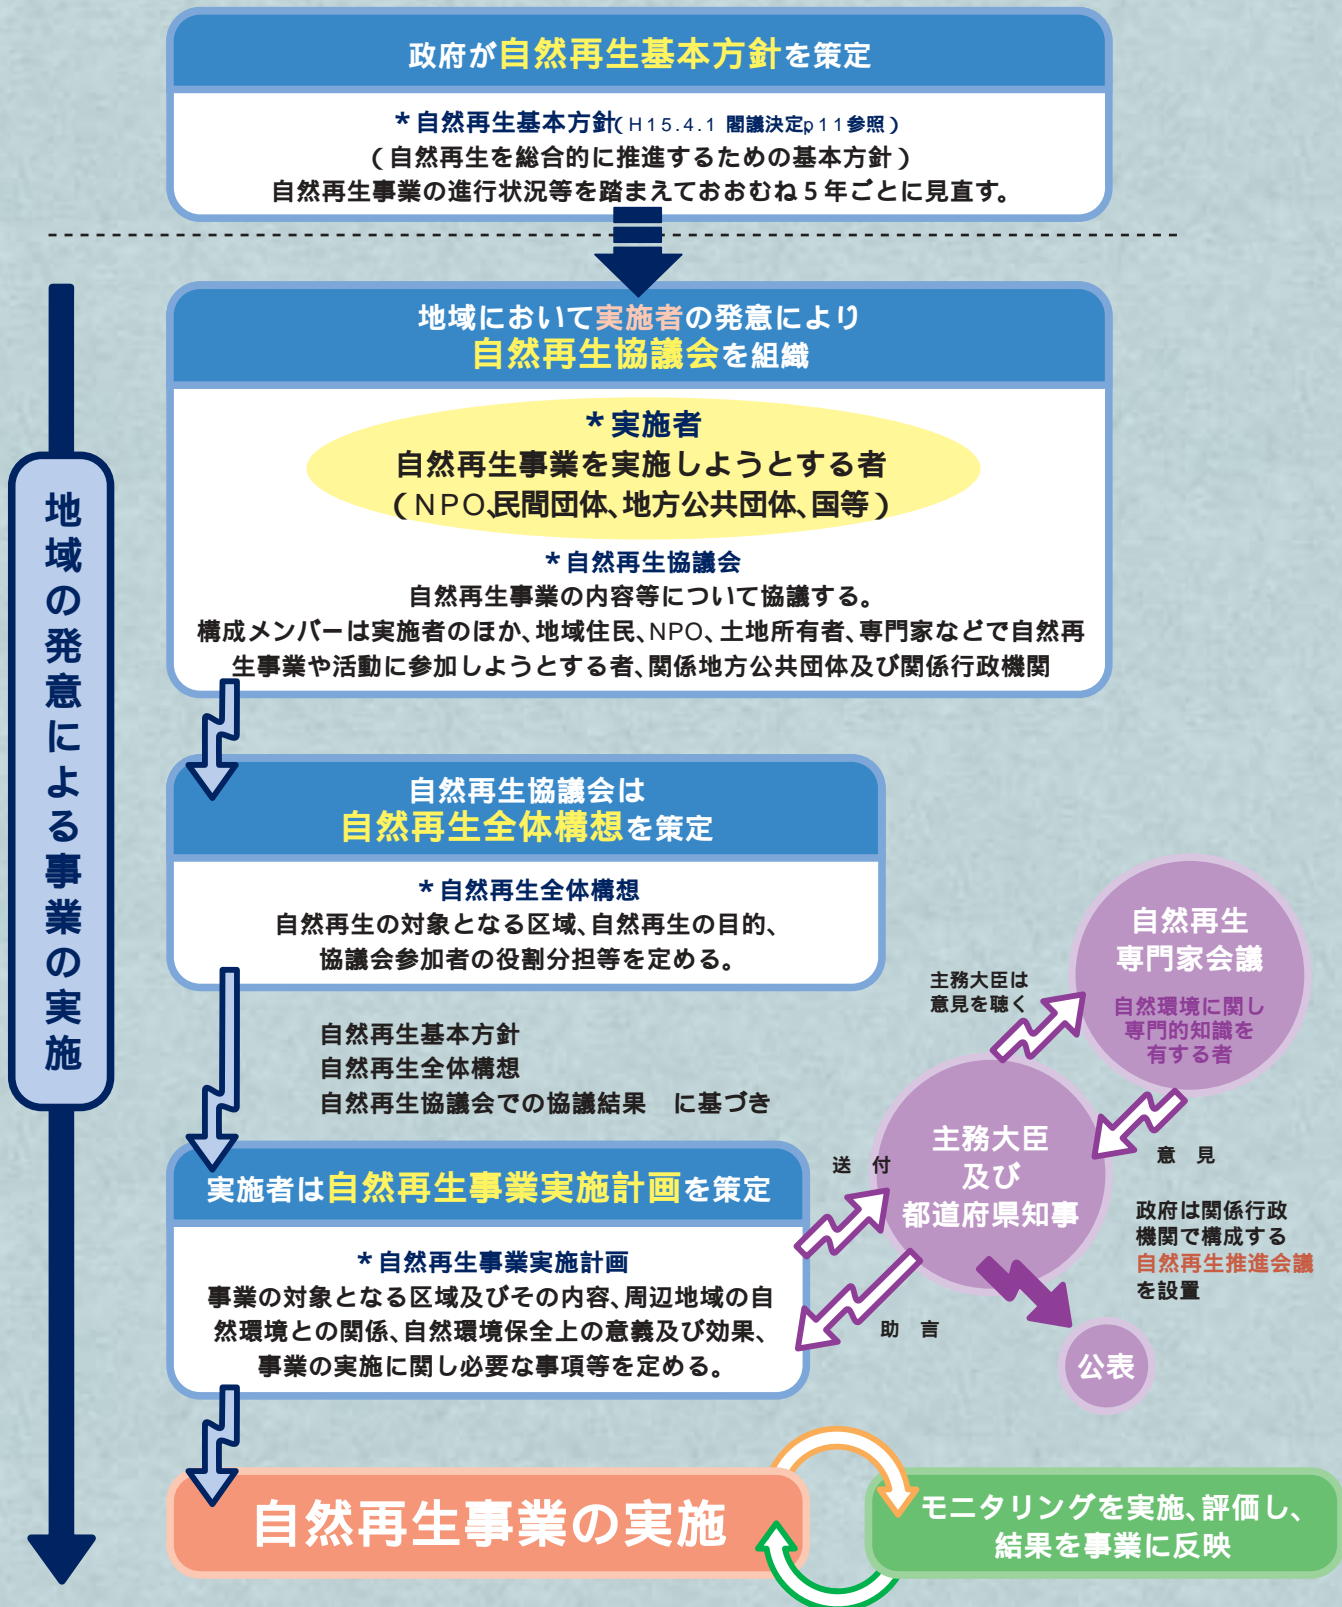 政府が自然再生基本方針を策定
*自然再生基本方針(H15.4.1 閣議決定p11参照)
(自然再生を総合的に推進するための基本方針)
自然再生事業の進行状況等を踏まえておおむね5年ごとに見直す。
地域の発意による事業の実施
地域において実施者の発意により
自然再生協議会を組織
*実施者
自然再生事業を実施しようとする者
(NPO、民間団体、地方公共団体、国等)
*自然再生協議会
自然再生事業の内容等について協議する。
構成メンバーは実施者のほか、地域住民、NPO、土地所有者、専門家などで自然再
生事業や活動に参加しようとする者、関係地方公共団体及び関係行政機関
自然再生協議会は
自然再生全体構想を策定
*自然再生全体構想
自然再生の対象となる区域、自然再生の目的、
協議会参加者の役割分担等を定める。
自然再生基本方針
自然再生全体構想
自然再生協議会での協議結果 に基づき
実施者は自然再生事業実施計画を策定
*自然再生事業実施計画
事業の対象となる区域及びその内容、周辺地域の自
然環境との関係、自然環境保全上の意義及び効果、
事業の実施に関し必要な事項等を定める。
自然再生
専門家会議
自然環境に関し
専門的知識を
有する者
主務大臣は
意見を聴く
主務大臣
及び
都道府県知事
意 見
送 付
助 言
政府は関係行政
機関で構成する
自然再生推進会議
を設置
公表
自然再生事業の実施
モニタリングを実施、評価し、
結果を事業に反映